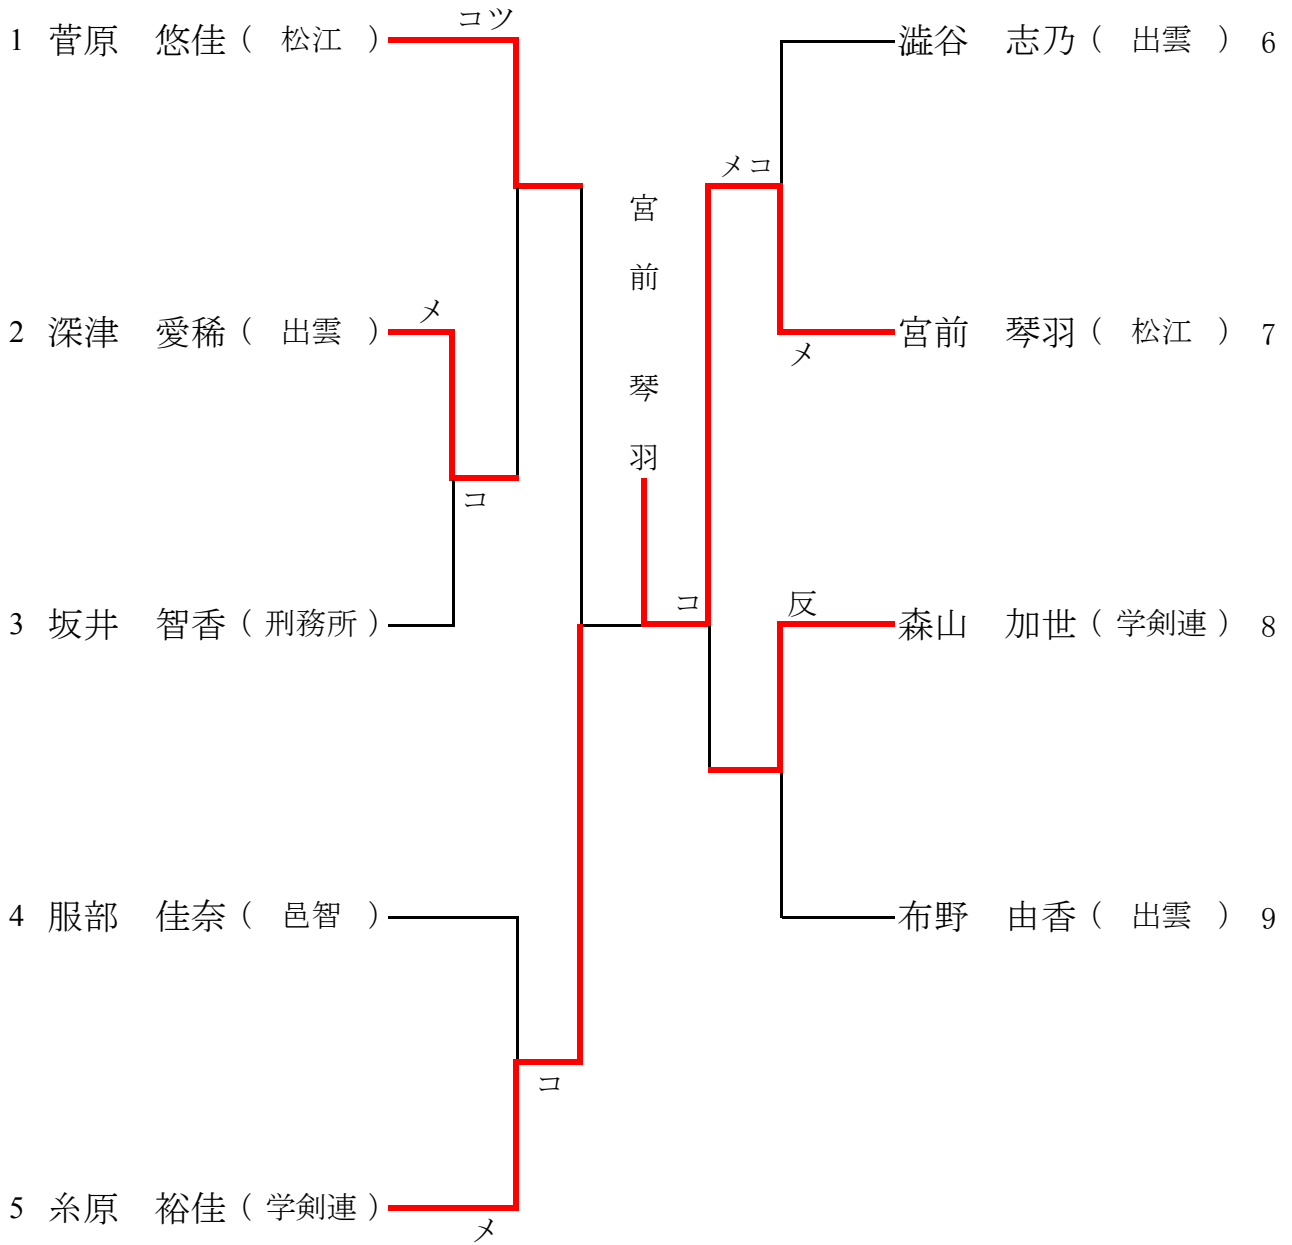 コツ
1 菅原 悠佳 ( 松江 )
澁谷 志乃 ( 出雲 ) 6
メコ
宮前 琴羽
メ
2 深津 愛稀 ( 出雲 )
宮前 琴羽 ( 松江 ) 7
メ
コ
コ
反
3 坂井 智香 ( 刑務所 )
森山 加世 ( 学剣連 ) 8
4 服部 佳奈 ( 邑智 )
布野 由香 ( 出雲 ) 9
コ
5 糸原 裕佳 ( 学剣連 )
メ